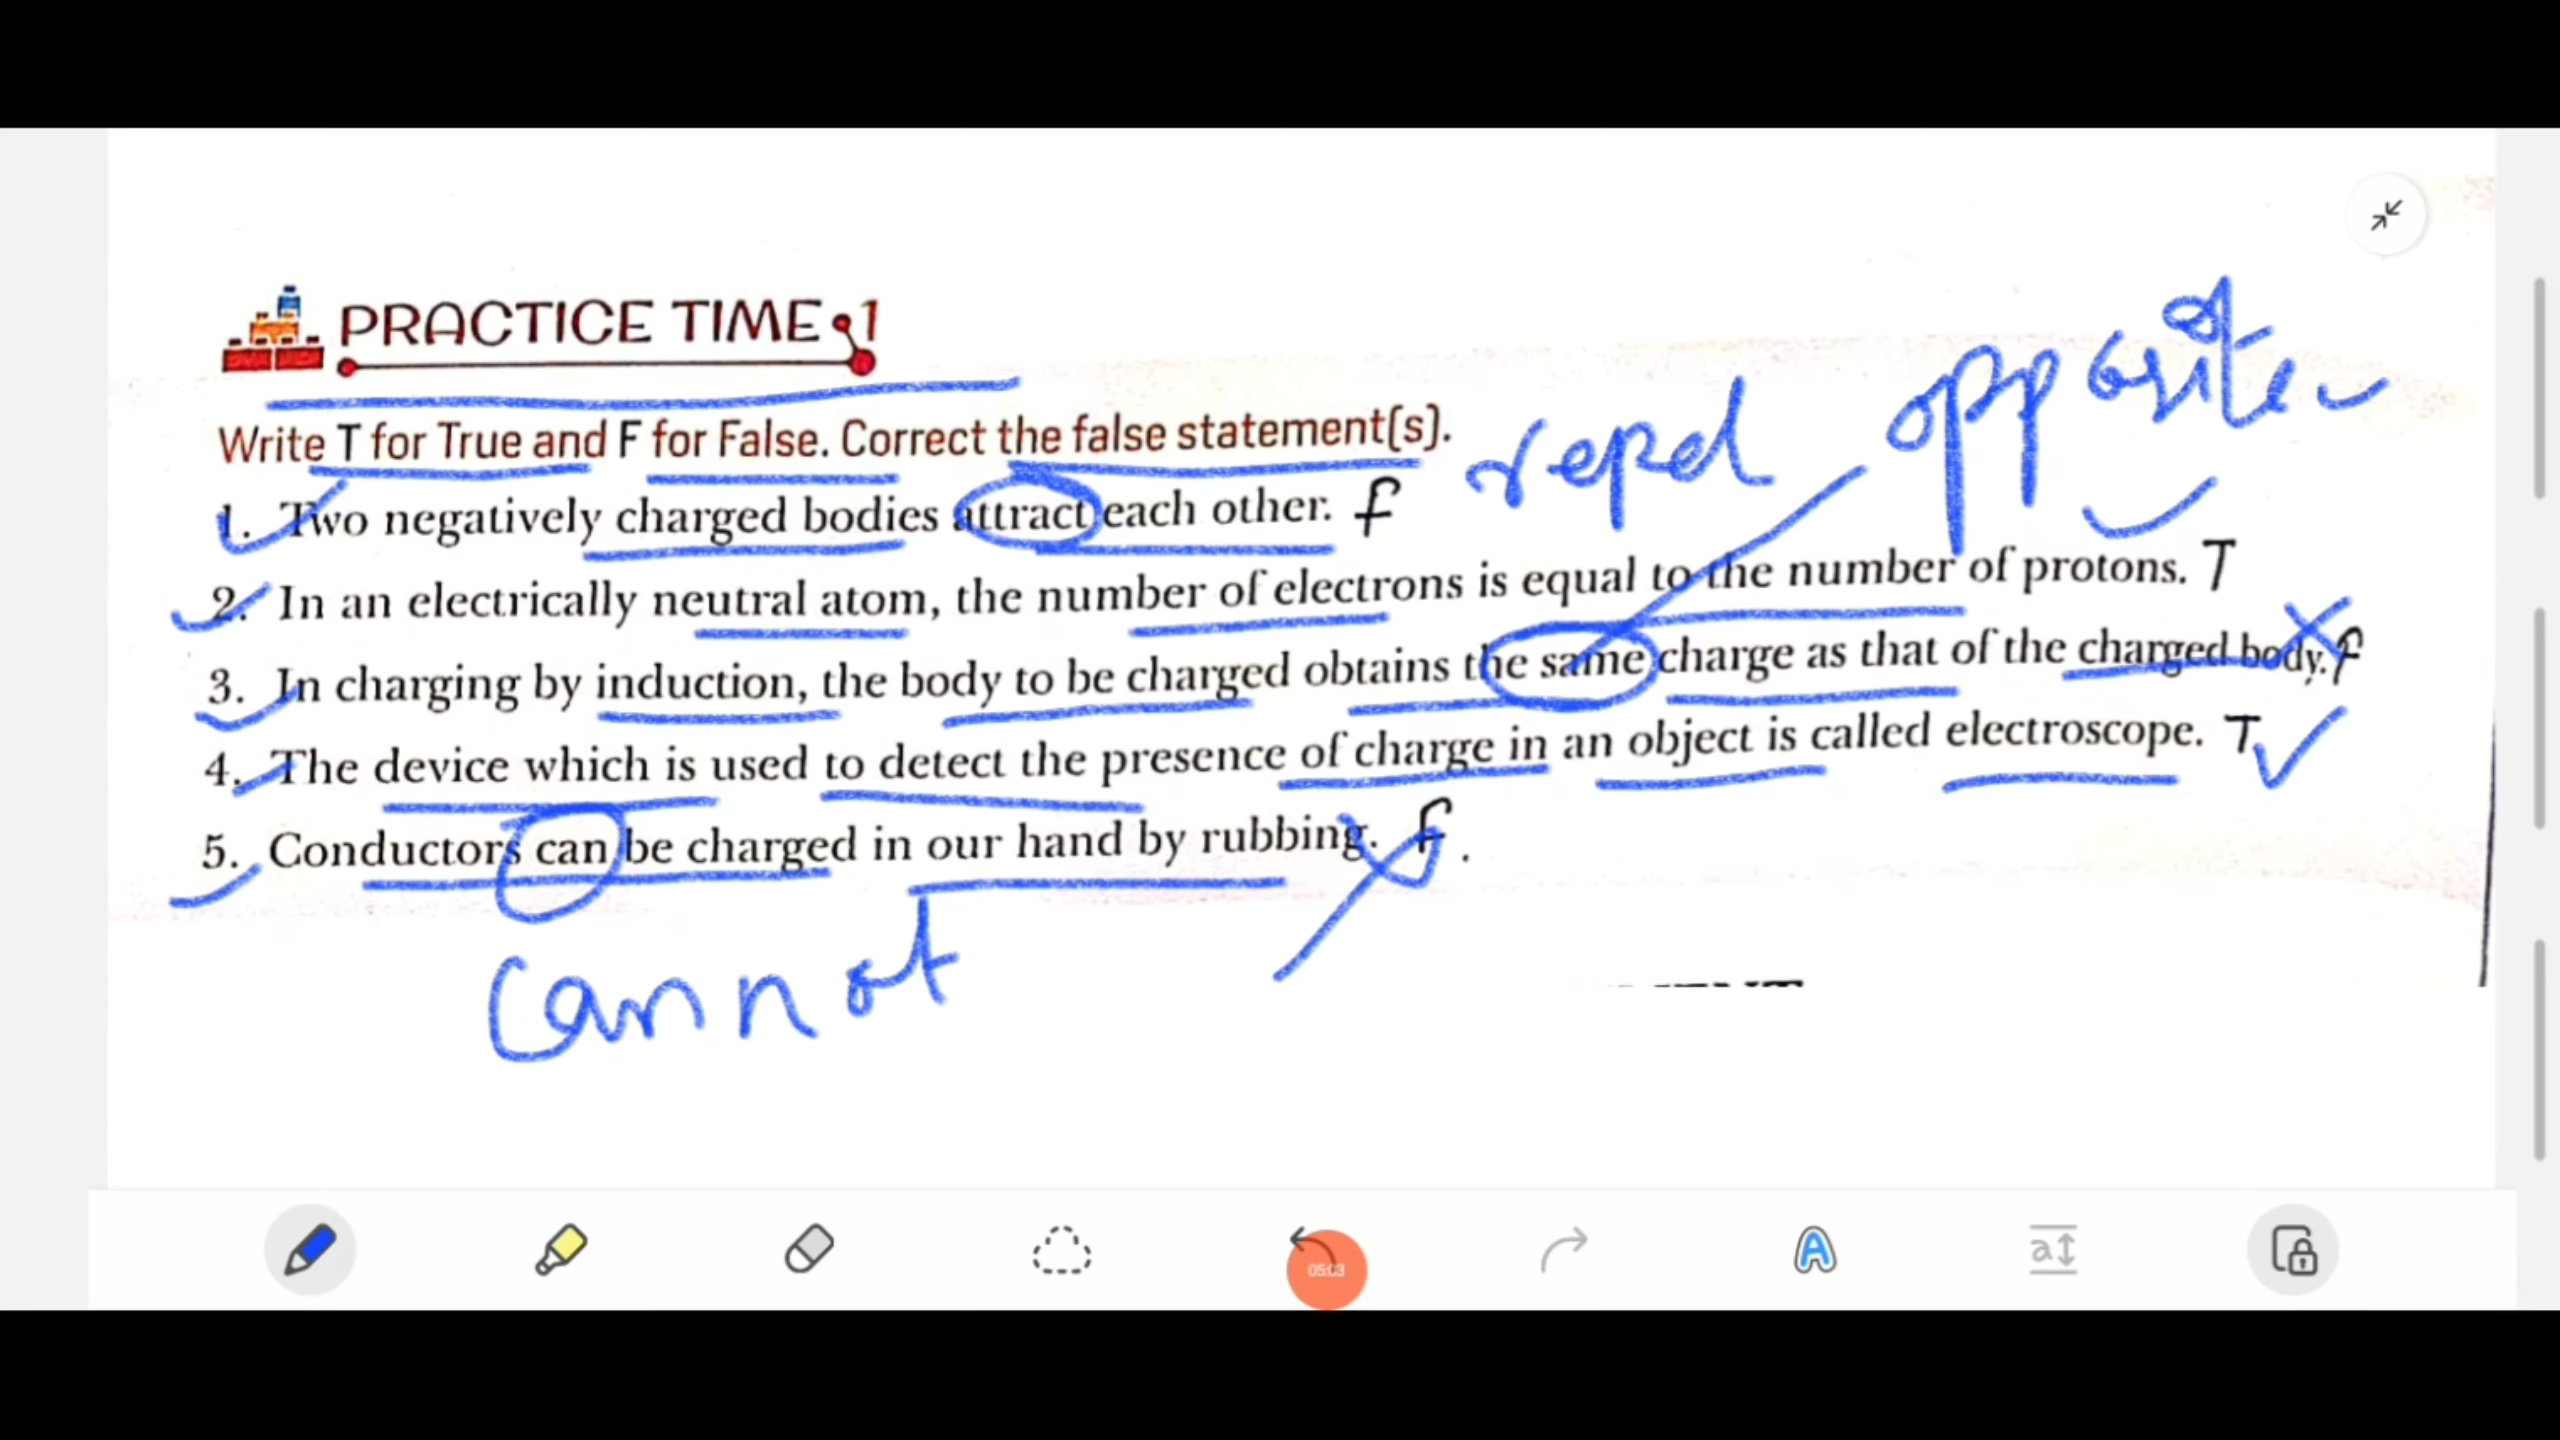 PRACTICE TIME 1
opposite
Write T for True and F for False. Correct the false statement(s).
repel
1. Two negatively charged bodies attract each other. F
2. In an electrically neutral atom, the number of electrons is equal to the number of protons. T
3. In charging by induction, the body to be charged obtains the same charge as that of the charged body. F
4. The device which is used to detect the presence of charge in an object is called electroscope. T
5. Conductors can be charged in our hand by rubbing. F.
cannot
A
a
05:03